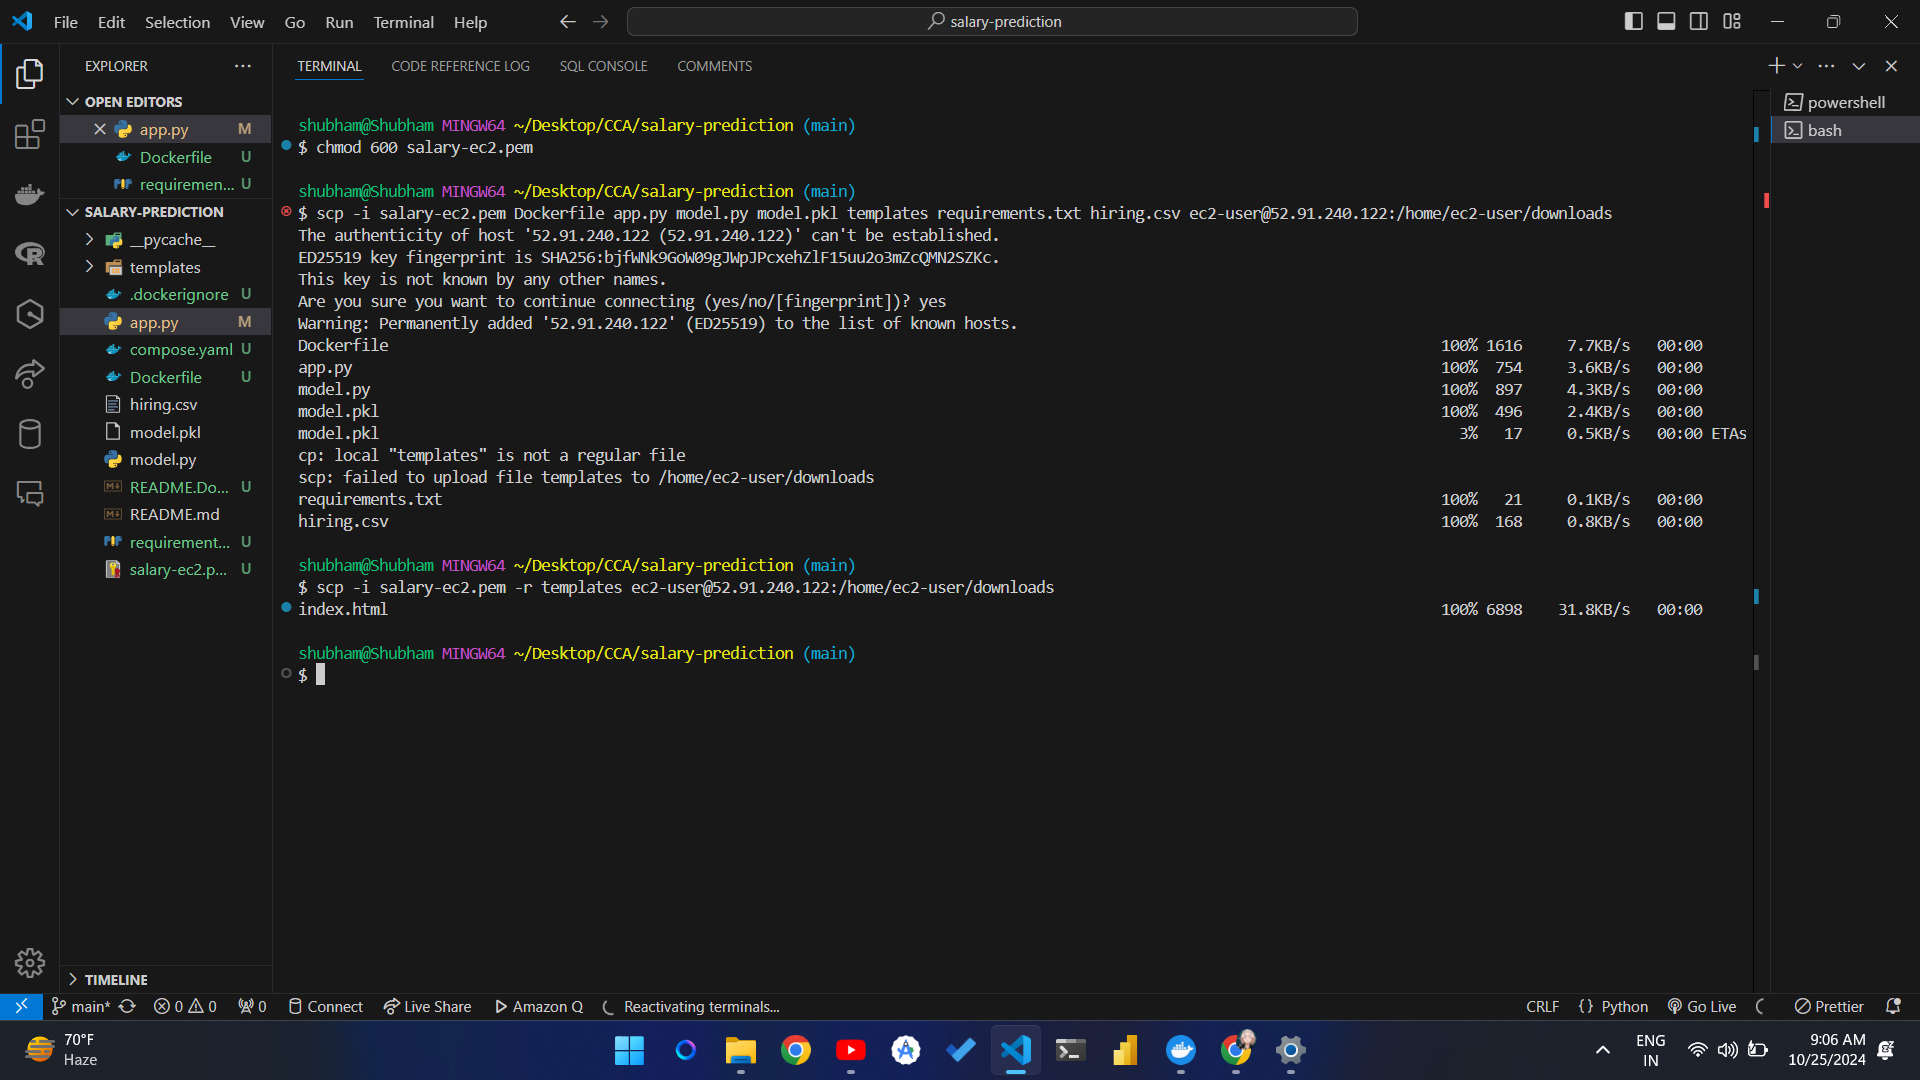 File Edit Selection View Go Run Terminal Help
salary-prediction
EXPLORER
OPEN EDITORS
app.py M
Dockerfile U
requiremen... U
SALARY-PREDICTION
__pycache__
templates
.dockerignore U
app.py M
compose.yaml U
Dockerfile U
hiring.csv
model.pkl
model.py
README.Do... U
README.md
requirement... U
salary-ec2.p... U
TIMELINE
TERMINAL CODE REFERENCE LOG SQL CONSOLE COMMENTS
powershell
bash
shubham@Shubham MINGW64 ~/Desktop/CCA/salary-prediction (main)
$ chmod 600 salary-ec2.pem
shubham@Shubham MINGW64 ~/Desktop/CCA/salary-prediction (main)
$ scp -i salary-ec2.pem Dockerfile app.py model.py model.pkl templates requirements.txt hiring.csv ec2-user@52.91.240.122:/home/ec2-user/downloads
The authenticity of host '52.91.240.122 (52.91.240.122)' can't be established.
ED25519 key fingerprint is SHA256:bjfWNk9GoW09gJWpJPcxehZlF15uu2o3mZcQMN2SZKc.
This key is not known by any other names.
Are you sure you want to continue connecting (yes/no/[fingerprint])? yes
Warning: Permanently added '52.91.240.122' (ED25519) to the list of known hosts.
Dockerfile 100% 1616 7.7KB/s 00:00
app.py 100% 754 3.6KB/s 00:00
model.py 100% 897 4.3KB/s 00:00
model.pkl 100% 496 2.4KB/s 00:00
model.pkl 3% 17 0.5KB/s 00:00 ETAs
cp: local "templates" is not a regular file
scp: failed to upload file templates to /home/ec2-user/downloads
requirements.txt 100% 21 0.1KB/s 00:00
hiring.csv 100% 168 0.8KB/s 00:00
shubham@Shubham MINGW64 ~/Desktop/CCA/salary-prediction (main)
$ scp -i salary-ec2.pem -r templates ec2-user@52.91.240.122:/home/ec2-user/downloads
index.html 100% 6898 31.8KB/s 00:00
shubham@Shubham MINGW64 ~/Desktop/CCA/salary-prediction (main)
$
main* 0 0 0 Connect Live Share Amazon Q Reactivating terminals... CRLF {} Python Go Live Prettier
70°F
Haze
ENG
IN
9:06 AM
10/25/2024